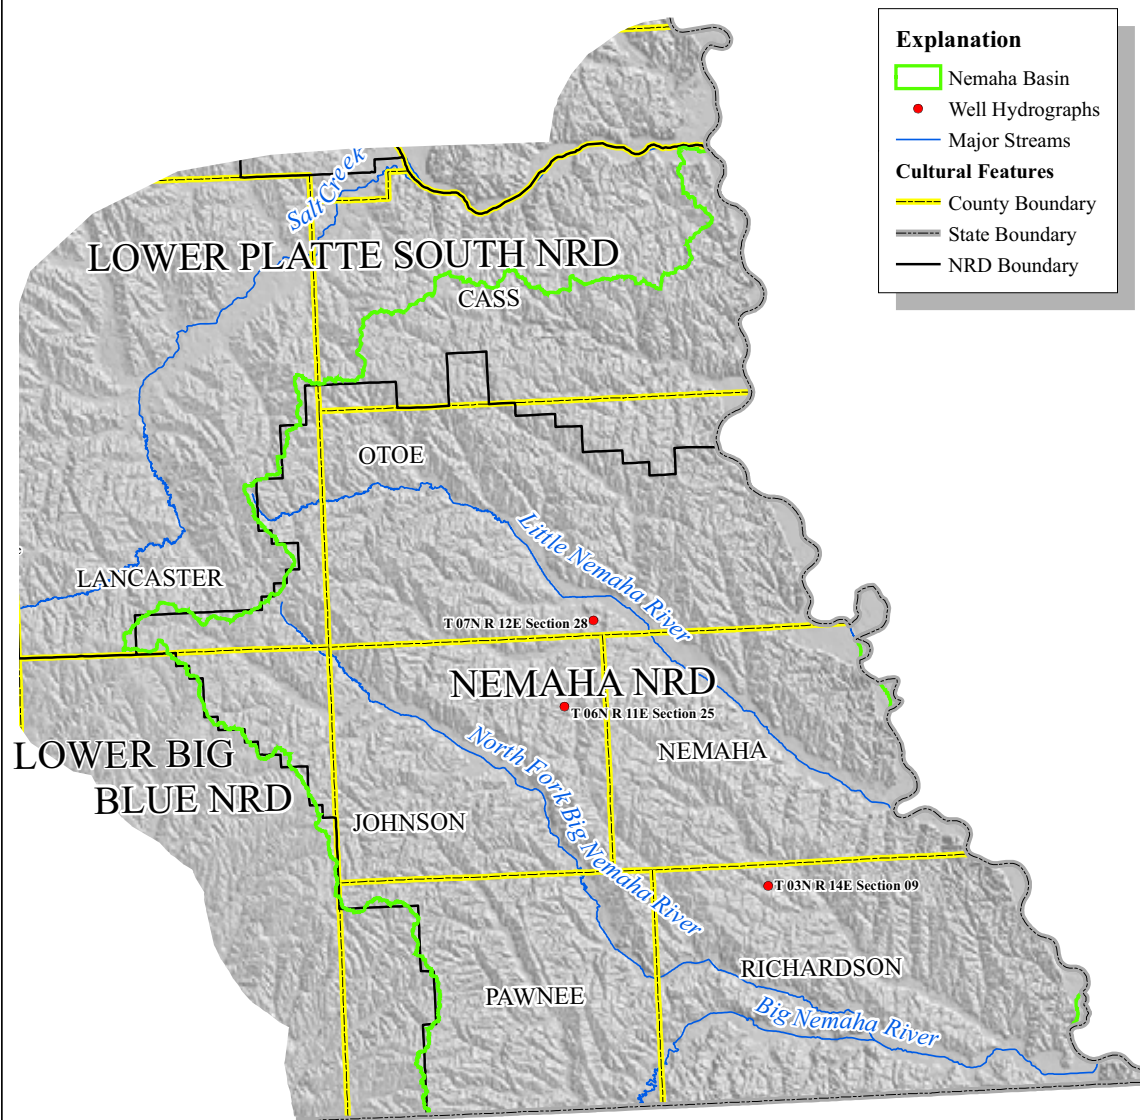 Explanation
Nemaha Basin
Well Hydrographs
Major Streams
Cultural Features
County Boundary
State Boundary
NRD Boundary
Salt Creek
LOWER PLATTE SOUTH NRD
CASS
OTOE
Little Nemaha River
LANCASTER
T 07N R 12E Section 28
NEMAHA NRD
T 06N R 11E Section 25
North Fork Big Nemaha River
NEMAHA
LOWER BIG
BLUE NRD
JOHNSON
T 03N R 14E Section 09
RICHARDSON
PAWNEE
Big Nemaha River